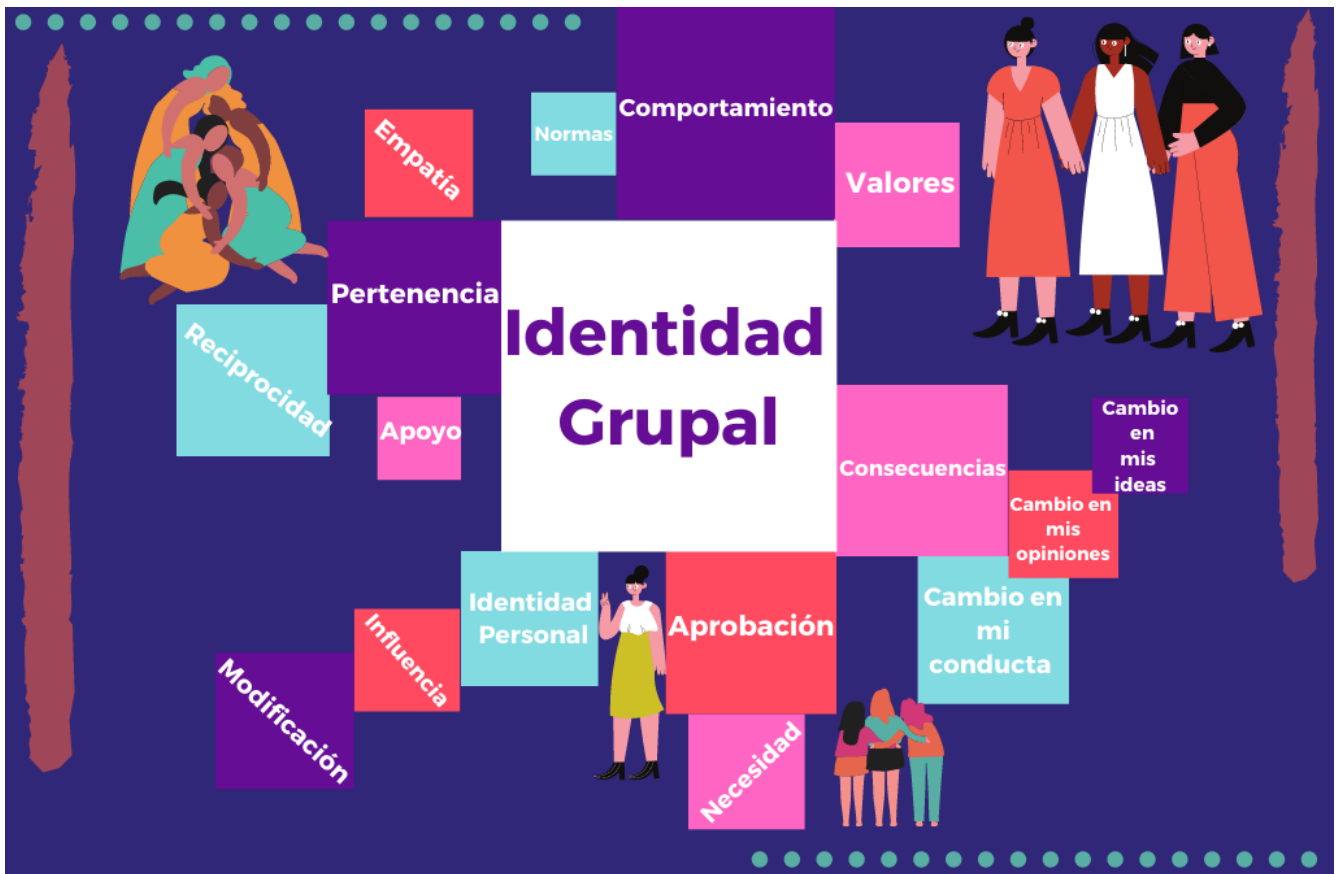 Comportamiento
Normas
Empatía
Valores
Pertenencia
Identidad
Grupal
Reciprocidad
Apoyo
Consecuencias
Cambio
en
mis
ideas
Cambio en
mis
opiniones
Identidad
Personal
Aprobación
Cambio en
mi
conducta
Influencia
Modificación
Necesidad